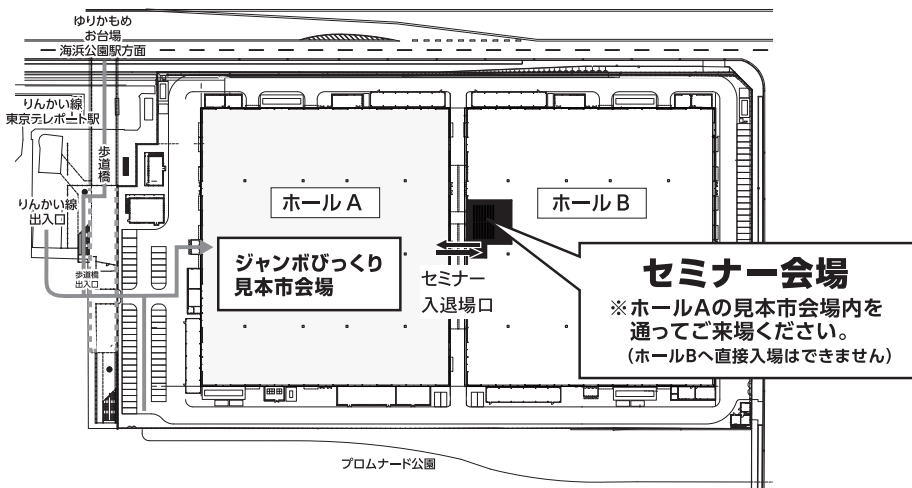 ゆりかもめ
お台場
海浜公園駅方面
りんかい線
東京テレポート駅
歩道橋
りんかい線
出入口
歩道橋
出入口
ホール A
ジャンボびっくり
見本市会場
ホール B
セミナー
入退場口
セミナー会場
※ホールAの見本市会場内を
通ってご来場ください。
（ホールBへ直接入場はできません）
プロムナード公園